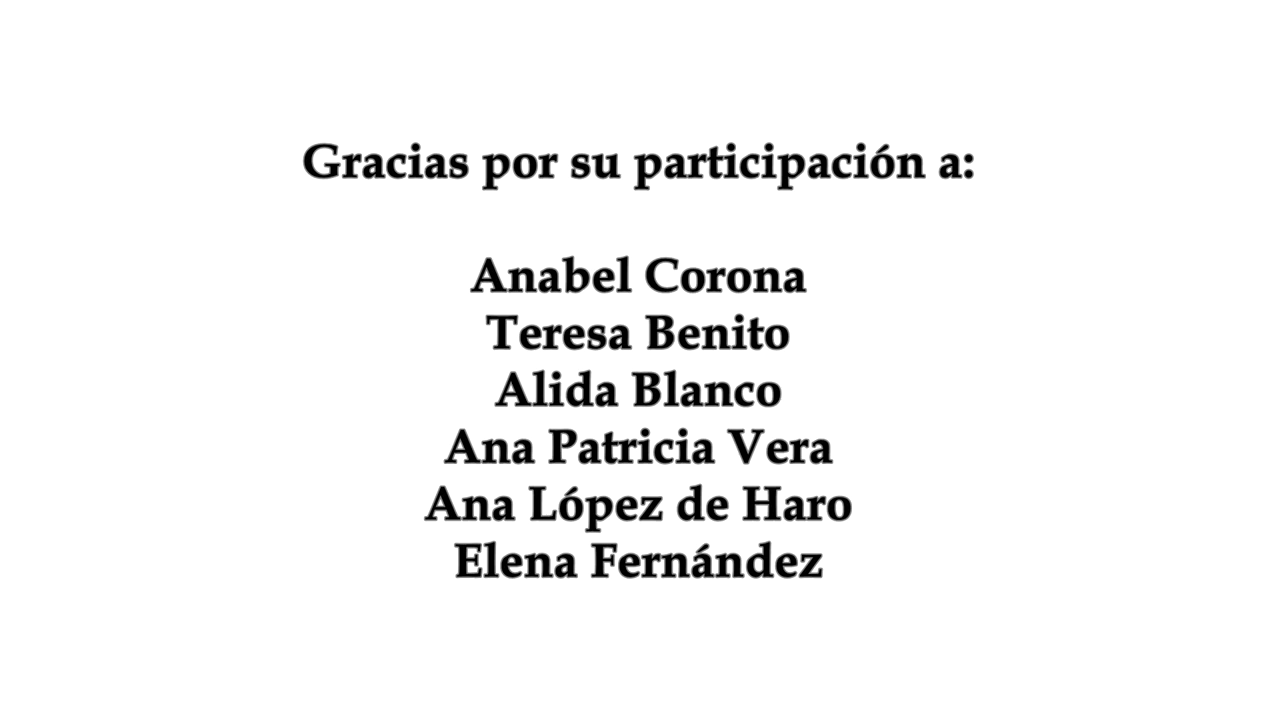 Gracias por su participación a:
Anabel Corona
Teresa Benito
Alida Blanco
Ana Patricia Vera
Ana López de Haro
Elena Fernández